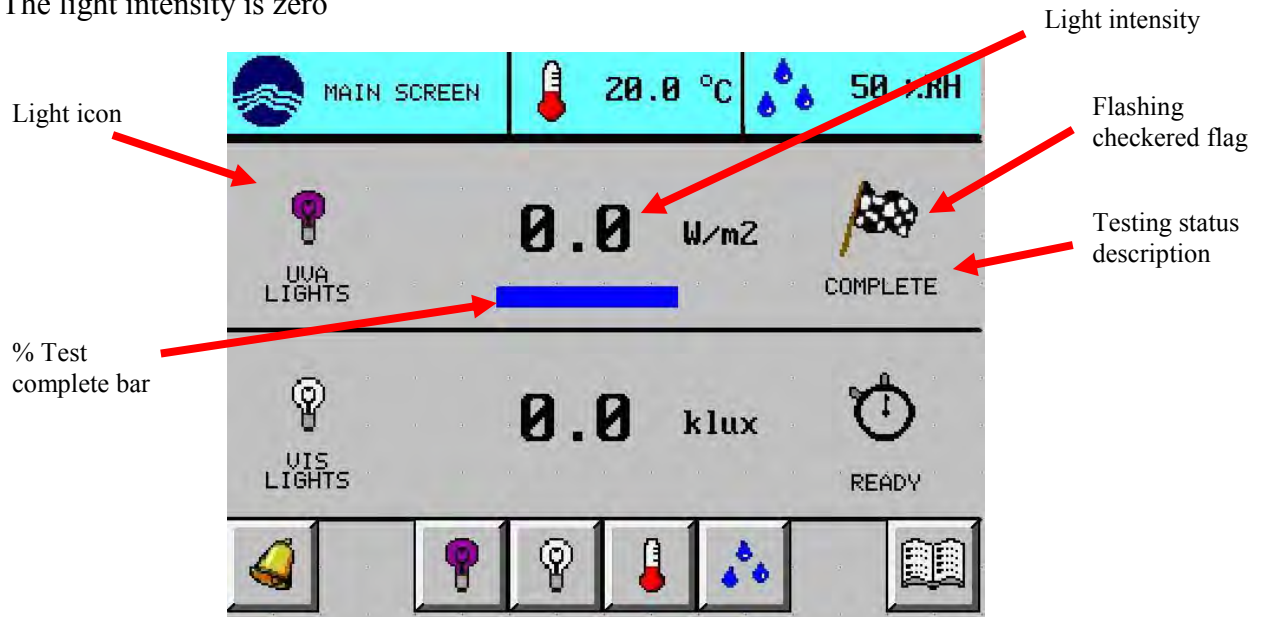 The light intensity is zero
Light intensity
MAIN SCREEN
20.0 °C
50 %RH
Light icon
Flashing
checkered flag
0.0 W/m2
Testing status
description
UVA
LIGHTS
COMPLETE
% Test
complete bar
0.0 klux
VIS
LIGHTS
READY